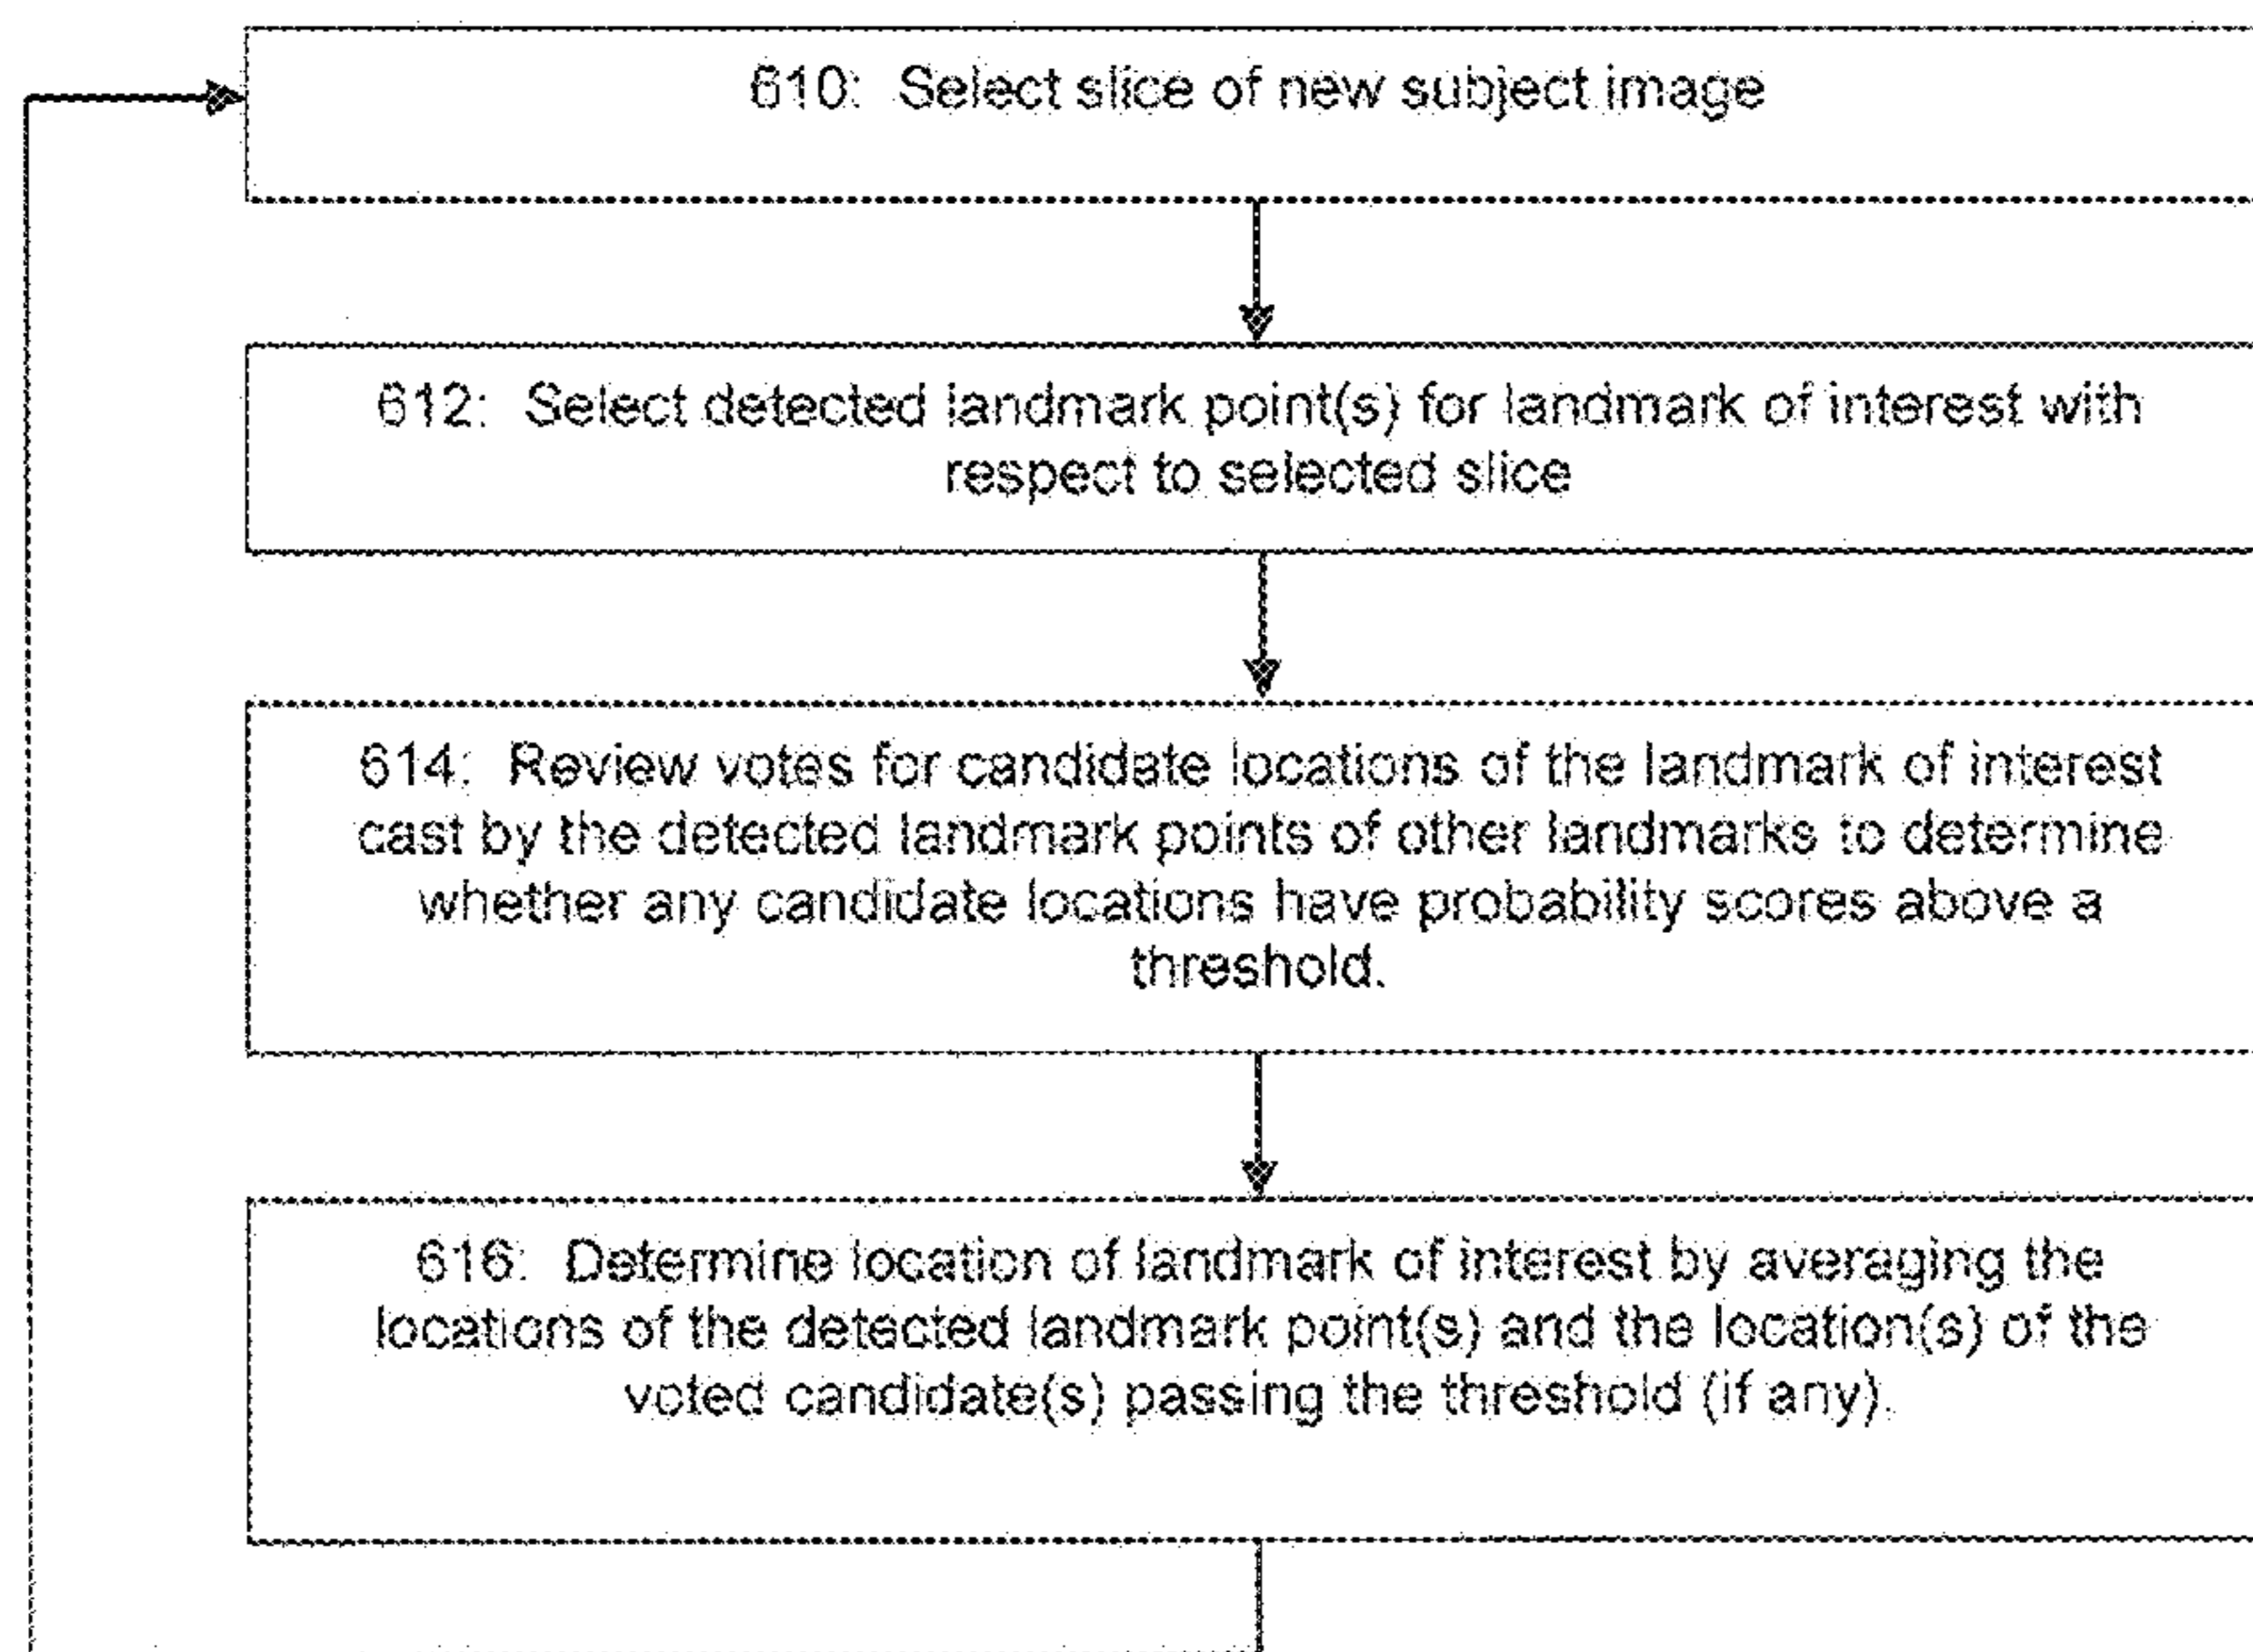 610: Select slice of new subject image
612: Select detected landmark point(s) for landmark of interest with
respect to selected slice
614: Review votes for candidate locations of the landmark of interest
cast by the detected landmark points of other landmarks to determine
whether any candidate locations have probability scores above a
threshold.
616: Determine location of landmark of interest by averaging the
locations of the detected landmark point(s) and the location(s) of the
voted candidate(s) passing the threshold (if any).